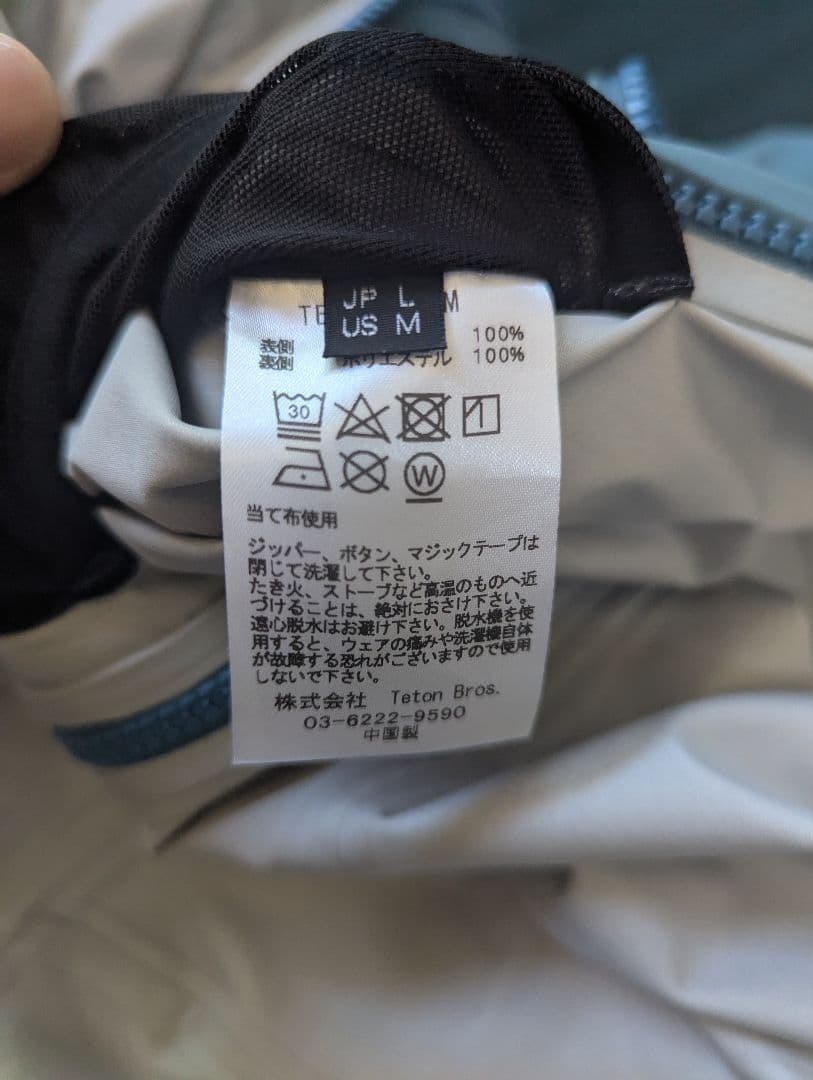 JP L
US M
TE M
表側 100%
裏側 ポリエステル 100%
30
W
当て布使用
ジッパー、ボタン、マジックテープは
閉じて洗濯して下さい。
たき火、ストーブなど高温のものへ近
づけることは、絶対におさけ下さい。
遠心脱水はお避け下さい。脱水機を使
用すると、ウェアの痛みや洗濯機自体
が故障する恐れがございますので使用
しないで下さい。
株式会社 Teton Bros.
03-6222-9590
中国製